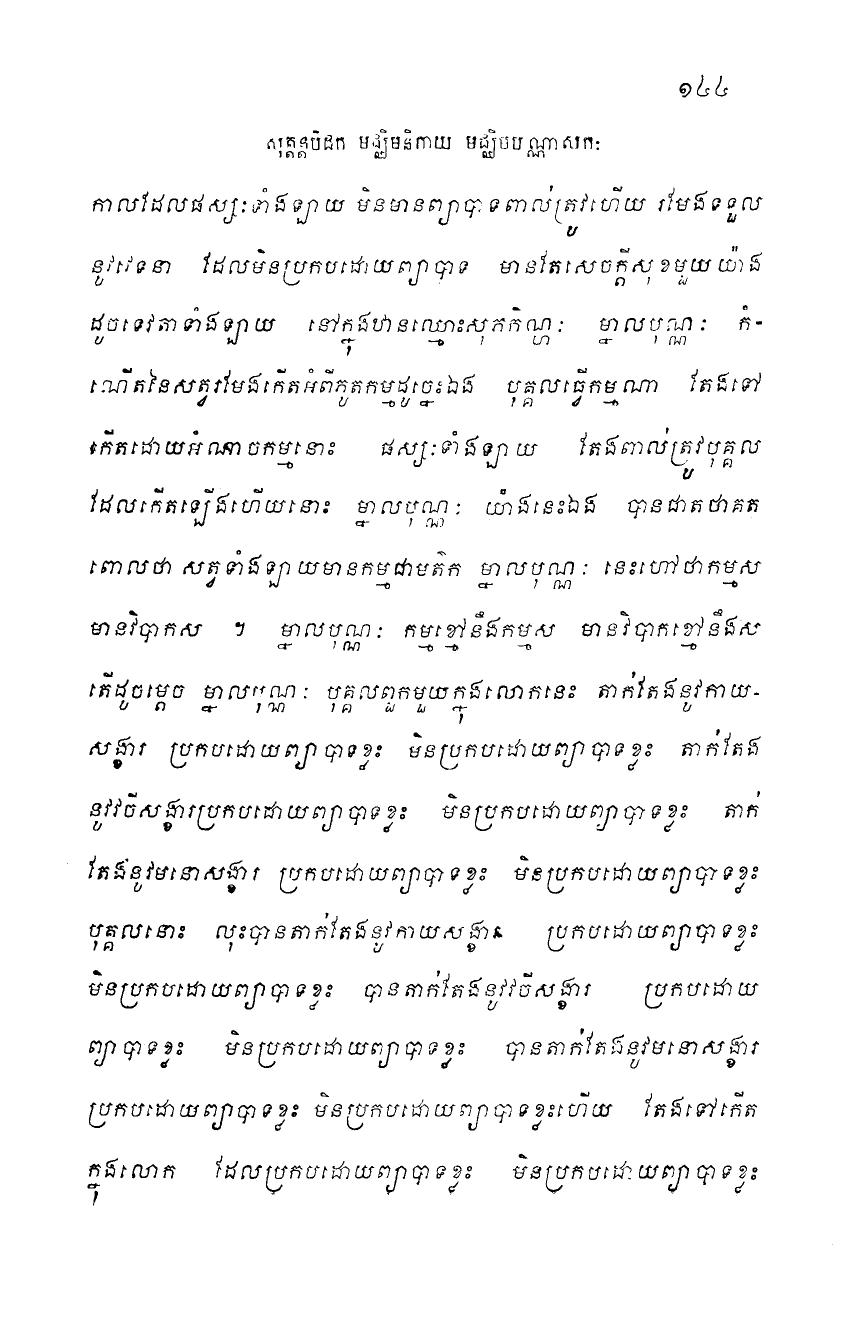 ១៤៤
សុត្តន្តបិដក មជ្ឈិមនិកាយ មជ្ឈិមបណ្ណាសកៈ
កាលដែលផស្សៈទាំងឡាយ មិនមានព្យាបាទពាល់ត្រូវហើយ រមែងទទួល
នូវវេទនា ដែលមិនប្រកបដោយព្យាបាទ មានតែសេចក្តីសុខមួយយ៉ាង
ដូចទេវតាទាំងឡាយ នៅក្នុងឋានឈ្មោះសុភកិណ្ហៈ ម្នាលបុណ្ណៈ កំ-
ណើតនៃសត្វរមែងកើតអំពីភូតកម្មដូច្នេះឯង បុគ្គលធ្វើកម្មណា តែងទៅ
កើតដោយអំណាចកម្មនោះ ផស្សៈទាំងឡាយ តែងពាល់ត្រូវបុគ្គល
ដែលកើតឡើងហើយនោះ ម្នាលបុណ្ណៈ យ៉ាងនេះឯង បានជាតថាគត
ពោលថា សត្វទាំងឡាយមានកម្មជាមតិក ម្នាលបុណ្ណៈ នេះហៅថាកម្មស
មានវិបាកស ។ ម្នាលបុណ្ណៈ កម្មខ្មៅនឹងកម្មស មានវិបាកខ្មៅនឹងស
តើដូចម្តេច ម្នាលបុណ្ណៈ បុគ្គលពួកមួយក្នុងលោកនេះ តាក់តែងនូវកាយ-
សង្ខារ ប្រកបដោយព្យាបាទខ្លះ មិនប្រកបដោយព្យាបាទខ្លះ តាក់តែង
នូវវចីសង្ខារប្រកបដោយព្យាបាទខ្លះ មិនប្រកបដោយព្យាបាទខ្លះ តាក់
តែងនូវមនោសង្ខារ ប្រកបដោយព្យាបាទខ្លះ មិនប្រកបដោយព្យាបាទខ្លះ
បុគ្គលនោះ លុះបានតាក់តែងនូវកាយសង្ខារ ប្រកបដោយព្យាបាទខ្លះ
មិនប្រកបដោយព្យាបាទខ្លះ បានតាក់តែងនូវវចីសង្ខារ ប្រកបដោយ
ព្យាបាទខ្លះ មិនប្រកបដោយព្យាបាទខ្លះ បានតាក់តែងនូវមនោសង្ខារ
ប្រកបដោយព្យាបាទខ្លះ មិនប្រកបដោយព្យាបាទខ្លះហើយ តែងទៅកើត
ក្នុងលោក ដែលប្រកបដោយព្យាបាទខ្លះ មិនប្រកបដោយព្យាបាទខ្លះ